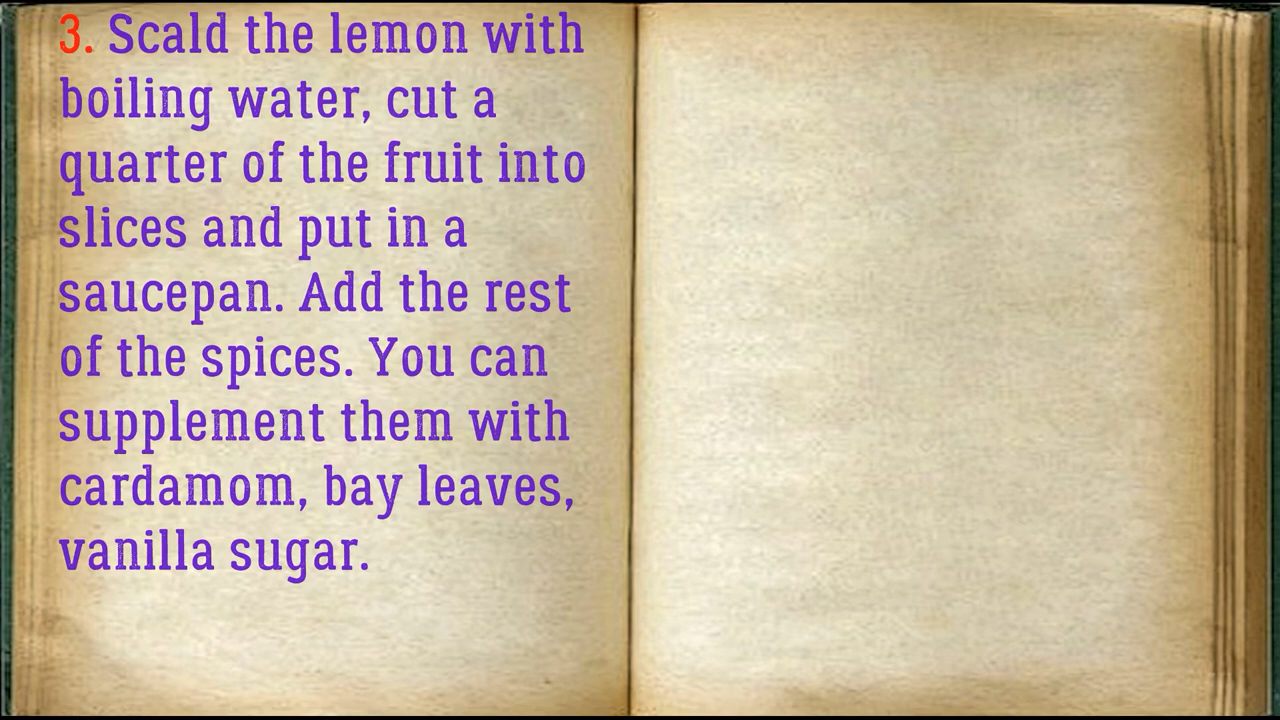 3. Scald the lemon with
boiling water, cut a
quarter of the fruit into
slices and put in a
saucepan. Add the rest
of the spices. You can
supplement them with
cardamom, bay leaves,
vanilla sugar.